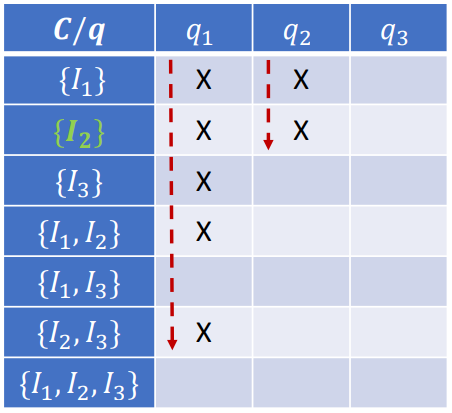 C/q q₁ q₂ q₃
{I₁} X X
{I₂} X X
{I₃} X
{I₁, I₂} X
{I₁, I₃}
{I₂, I₃} X
{I₁, I₂, I₃}